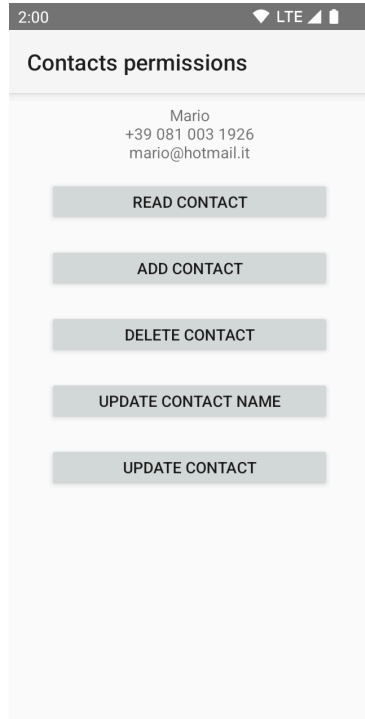 2:00 LTE
Contacts permissions
Mario
+39 081 003 1926
mario@hotmail.it
READ CONTACT
ADD CONTACT
DELETE CONTACT
UPDATE CONTACT NAME
UPDATE CONTACT